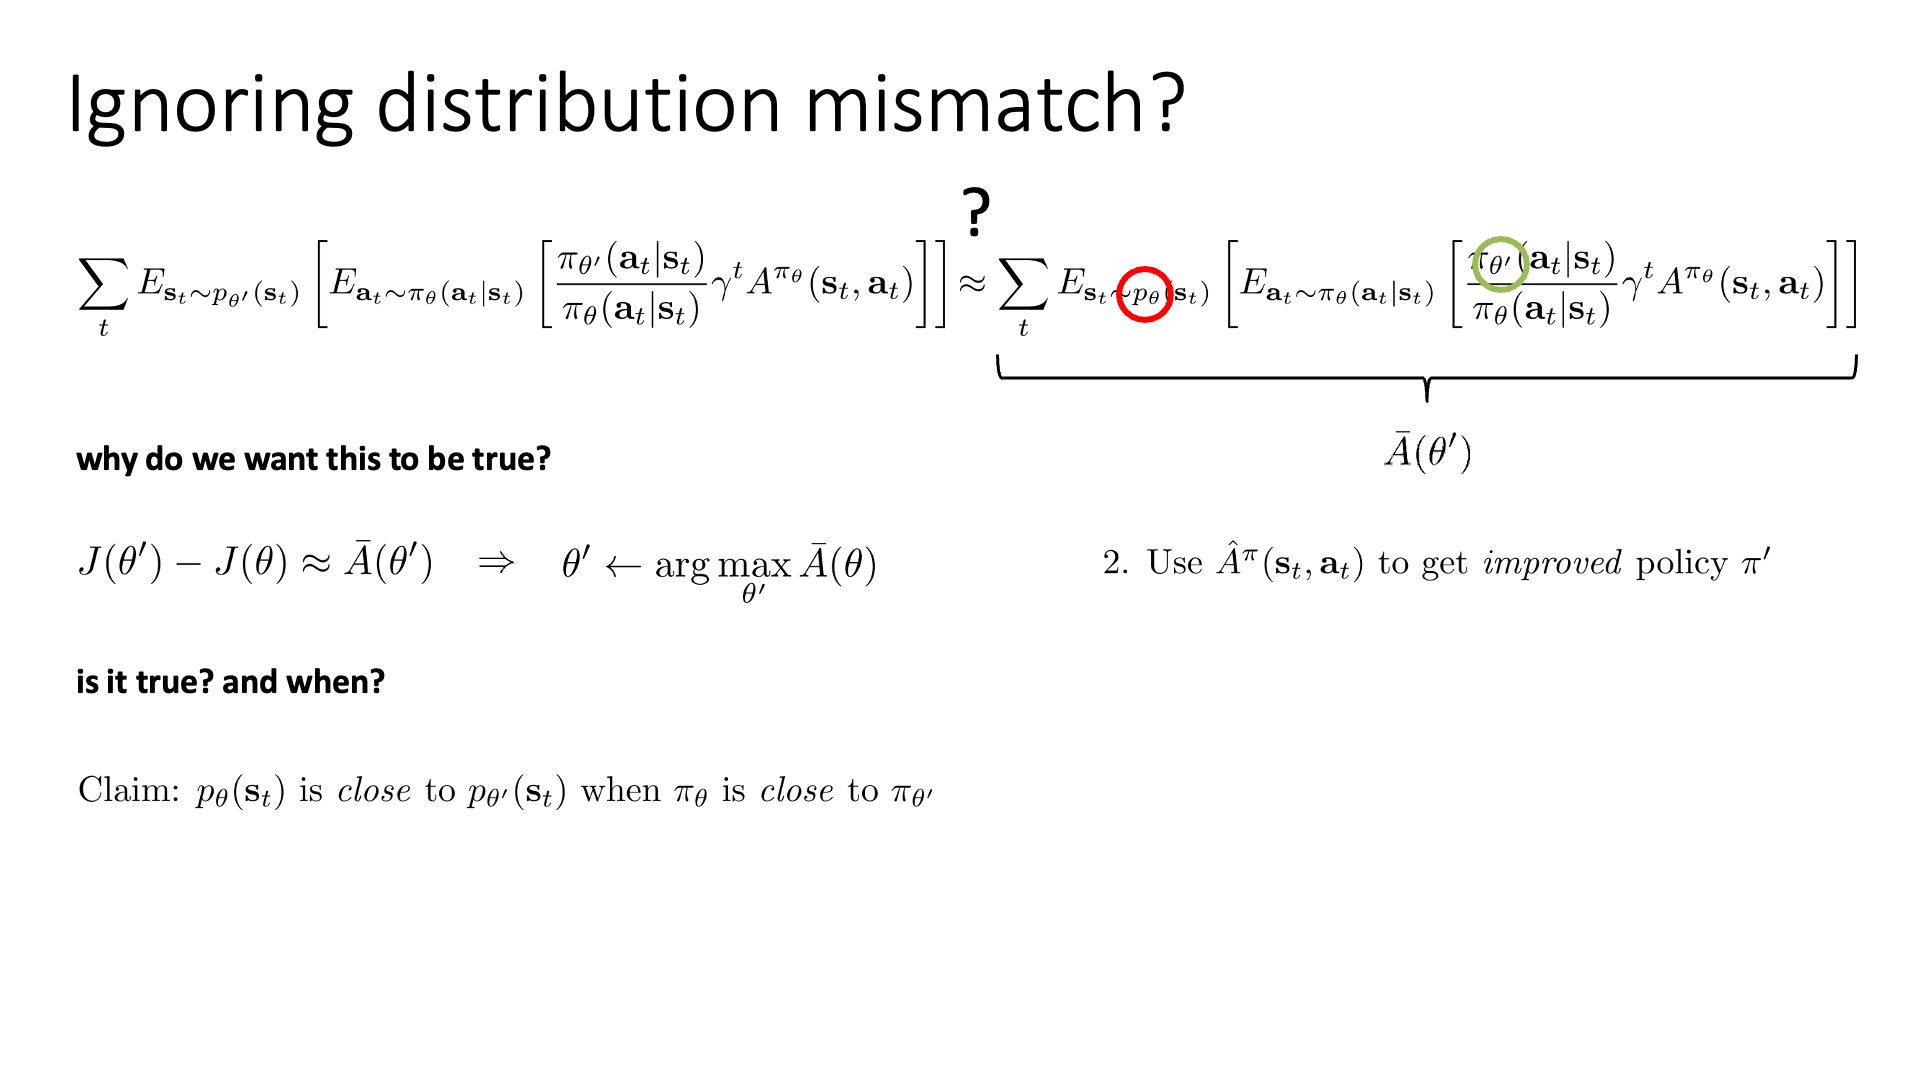 Ignoring distribution mismatch?
?
$\sum_t E_{\mathbf{s}_t \sim p_{\theta'}(\mathbf{s}_t)} \left[ E_{\mathbf{a}_t \sim \pi_\theta(\mathbf{a}_t|\mathbf{s}_t)} \left[ \frac{\pi_{\theta'}(\mathbf{a}_t|\mathbf{s}_t)}{\pi_\theta(\mathbf{a}_t|\mathbf{s}_t)} \gamma^t A^{\pi_\theta}(\mathbf{s}_t, \mathbf{a}_t) \right] \right] \approx \sum_t E_{\mathbf{s}_t \sim p_\theta(\mathbf{s}_t)} \left[ E_{\mathbf{a}_t \sim \pi_\theta(\mathbf{a}_t|\mathbf{s}_t)} \left[ \frac{\pi_{\theta'}(\mathbf{a}_t|\mathbf{s}_t)}{\pi_\theta(\mathbf{a}_t|\mathbf{s}_t)} \gamma^t A^{\pi_\theta}(\mathbf{s}_t, \mathbf{a}_t) \right] \right]$
$\bar{A}(\theta')$
why do we want this to be true?
$J(\theta') - J(\theta) \approx \bar{A}(\theta') \quad \Rightarrow \quad \theta' \leftarrow \arg\max_{\theta'} \bar{A}(\theta)$
2. Use $\hat{A}^\pi(\mathbf{s}_t, \mathbf{a}_t)$ to get improved policy $\pi'$
is it true? and when?
Claim: $p_\theta(\mathbf{s}_t)$ is close to $p_{\theta'}(\mathbf{s}_t)$ when $\pi_\theta$ is close to $\pi_{\theta'}$